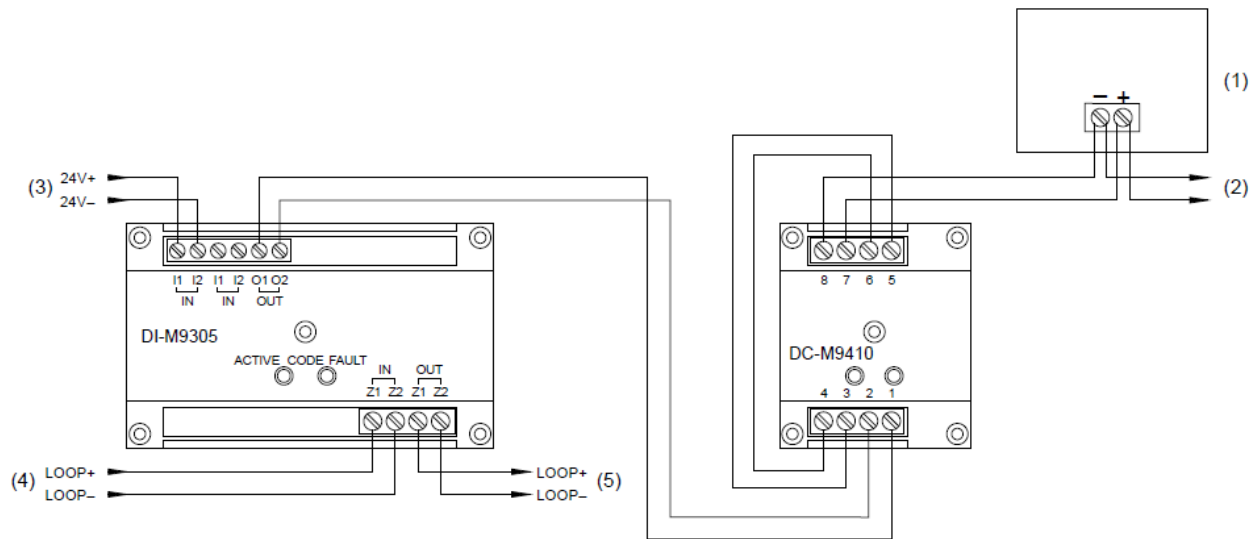 (1)
− +
(2)
(3) 24V+
24V–
I1 I2 I1 I2 O1 O2
IN IN OUT
8 7 6 5
DI-M9305
DC-M9410
ACTIVE CODE FAULT
IN OUT
Z1 Z2 Z1 Z2
4 3 2 1
(4) LOOP+
LOOP–
LOOP+ (5)
LOOP–